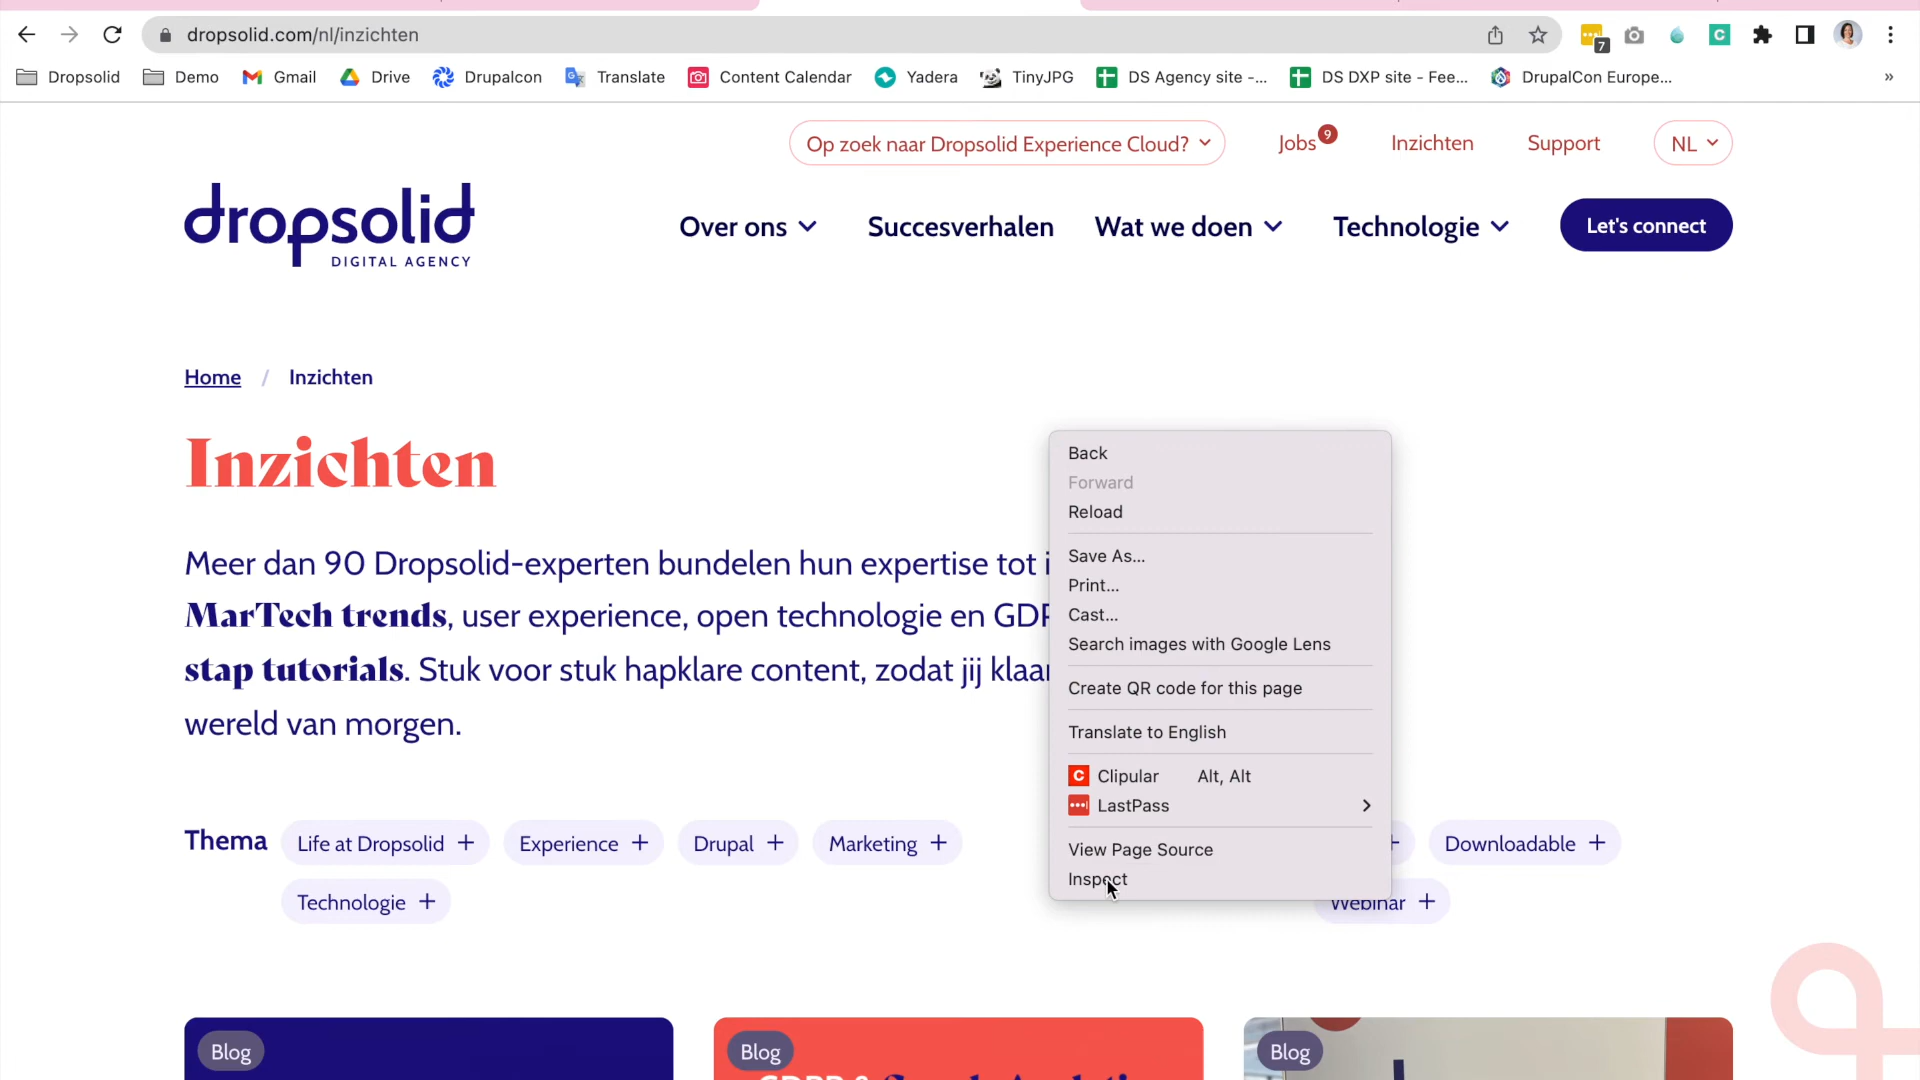 dropsolid.com/nl/inzichten
7
Dropsolid Demo Gmail Drive Drupalcon Translate Content Calendar Yadera TinyJPG DS Agency site -... DS DXP site - Fee... DrupalCon Europe... »
Op zoek naar Dropsolid Experience Cloud? Jobs 9 Inzichten Support NL
dropsolid
DIGITAL AGENCY
Over ons Succesverhalen Wat we doen Technologie Let's connect
Home / Inzichten
Inzichten
Meer dan 90 Dropsolid-experten bundelen hun expertise tot
MarTech trends, user experience, open technologie en
stap tutorials. Stuk voor stuk hapklare content, zodat jij
wereld van morgen.
Back
Forward
Reload
Save As...
Print...
Cast...
Search images with Google Lens
Create QR code for this page
Translate to English
C Clipular Alt, Alt
LastPass
View Page Source
Inspect
Thema Life at Dropsolid + Experience + Drupal + Marketing + Downloadable +
Technologie + Webinar +
Blog Blog Blog